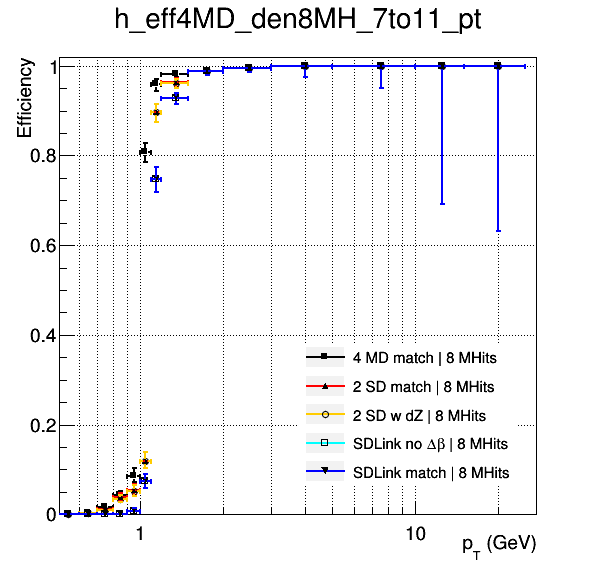 h_eff4MD_den8MH_7to11_pt
Efficiency
1
0.8
0.6
0.4
0.2
0
4 MD match | 8 MHits
2 SD match | 8 MHits
2 SD w dZ | 8 MHits
SDLink no Δβ | 8 MHits
SDLink match | 8 MHits
1
10
p_T (GeV)